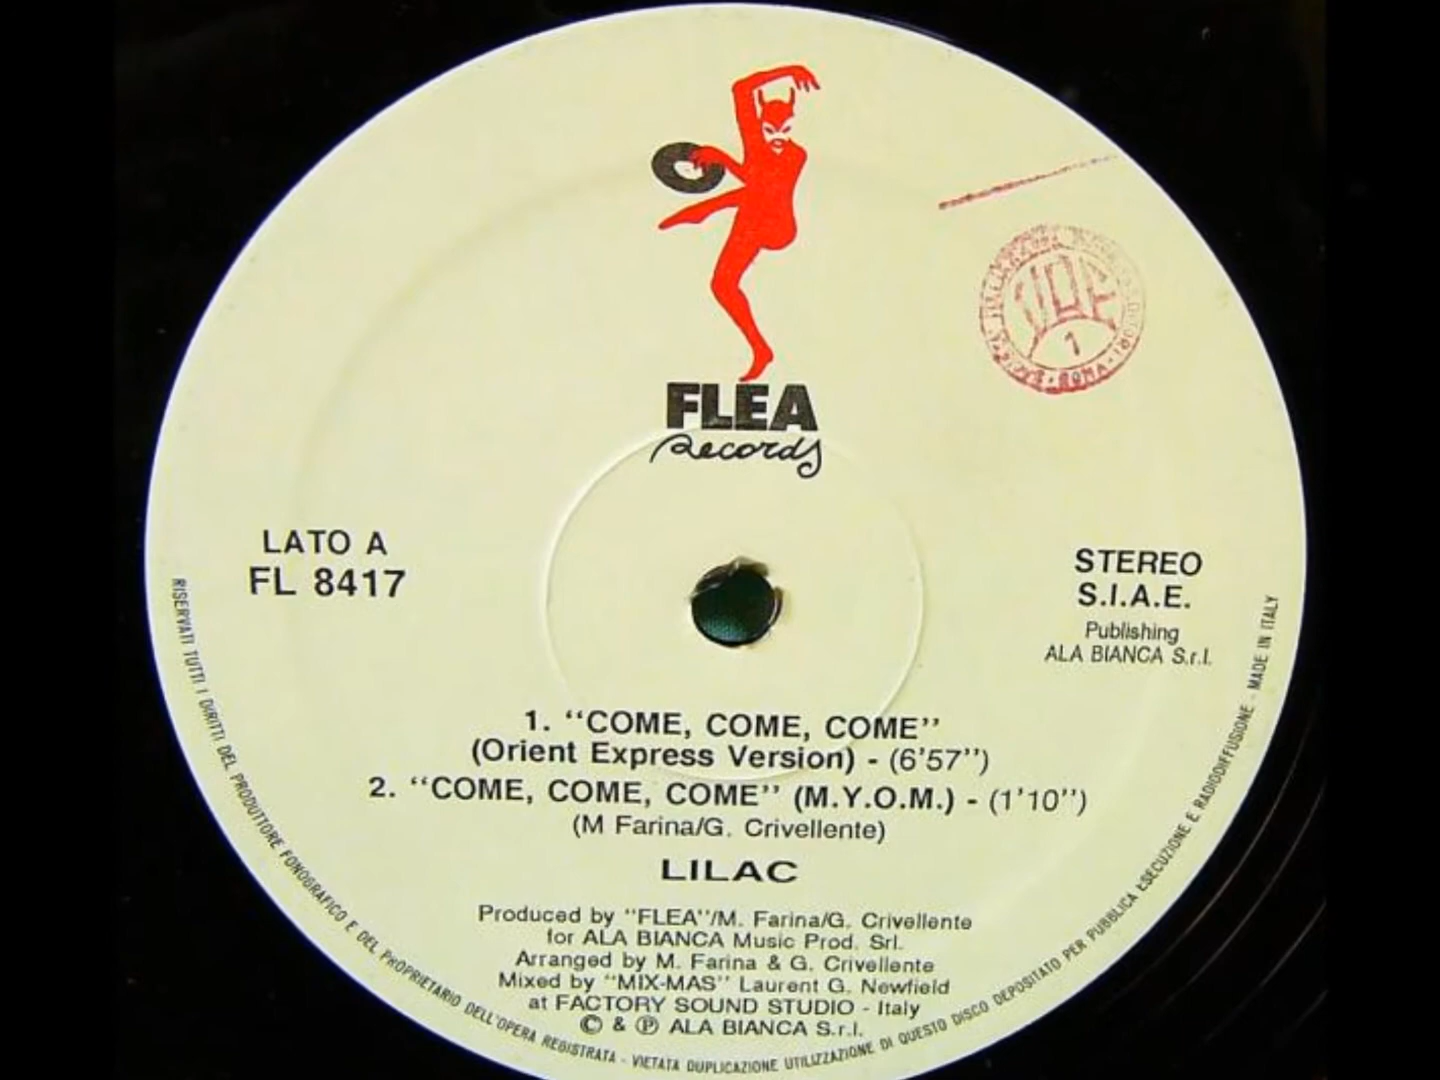 FLEA
Records
LATO A
FL 8417
STEREO
S.I.A.E.
Publishing
ALA BIANCA S.r.l.
1. "COME, COME, COME"
(Orient Express Version) - (6'57")
2. "COME, COME, COME" (M.Y.O.M.) - (1'10")
(M Farina/G. Crivellente)
LILAC
Produced by "FLEA"/M. Farina/G. Crivellente
for ALA BIANCA Music Prod. Srl.
Arranged by M. Farina & G. Crivellente
Mixed by "MIX-MAS" Laurent G. Newfield
at FACTORY SOUND STUDIO - Italy
© & ℗ ALA BIANCA S.r.l.
RISERVATI TUTTI I DIRITTI DEL PRODUTTORE FONOGRAFICO E DEL PROPRIETARIO DELL'OPERA REGISTRATA - VIETATA DUPLICAZIONE UTILIZZAZIONE DI QUESTO DISCO DEPOSITATO PER PUBBLICA ESECUZIONE E RADIODIFFUSIONE - MADE IN ITALY
ROMA
1